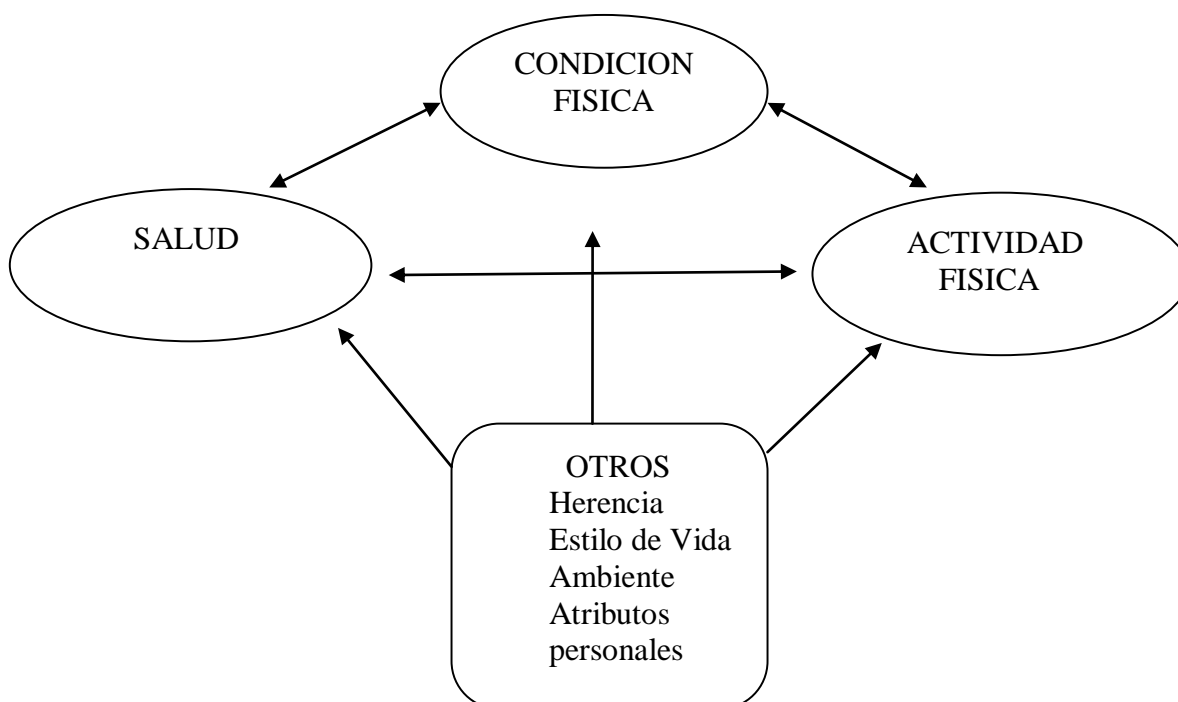 CONDICION
FISICA
SALUD
ACTIVIDAD
FISICA
OTROS
Herencia
Estilo de Vida
Ambiente
Atributos
personales